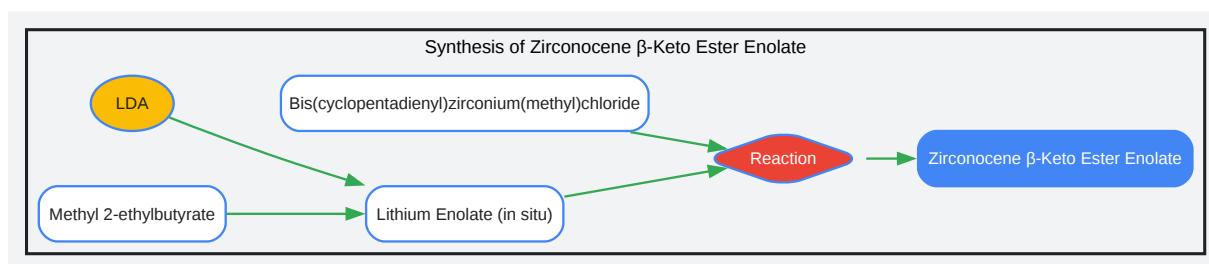 Synthesis of Zirconocene β-Keto Ester Enolate
LDA
Bis(cyclopentadienyl)zirconium(methyl)chloride
Reaction
Zirconocene β-Keto Ester Enolate
Methyl 2-ethylbutyrate
Lithium Enolate (in situ)